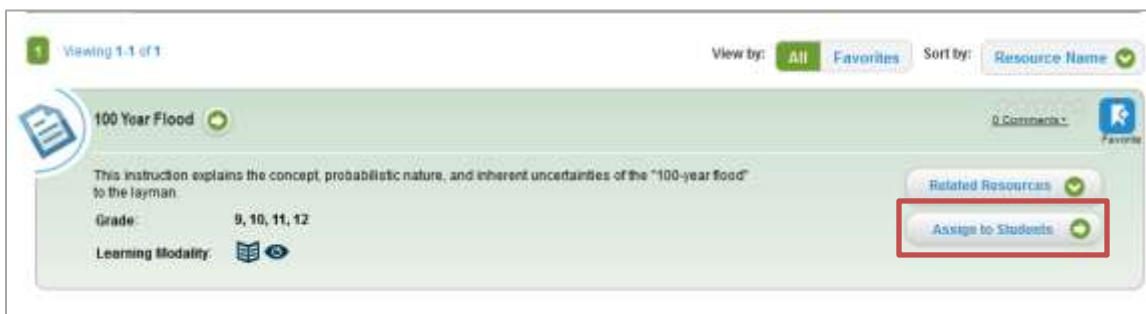 1 Viewing 1-1 of 1 View by: All Favorites Sort by: Resource Name
100 Year Flood 0 Comments
Favorite
This instruction explains the concept, probabilistic nature, and inherent uncertainties of the "100-year flood"
to the layman.
Related Resources
Grade: 9, 10, 11, 12
Assign to Students
Learning Modality: